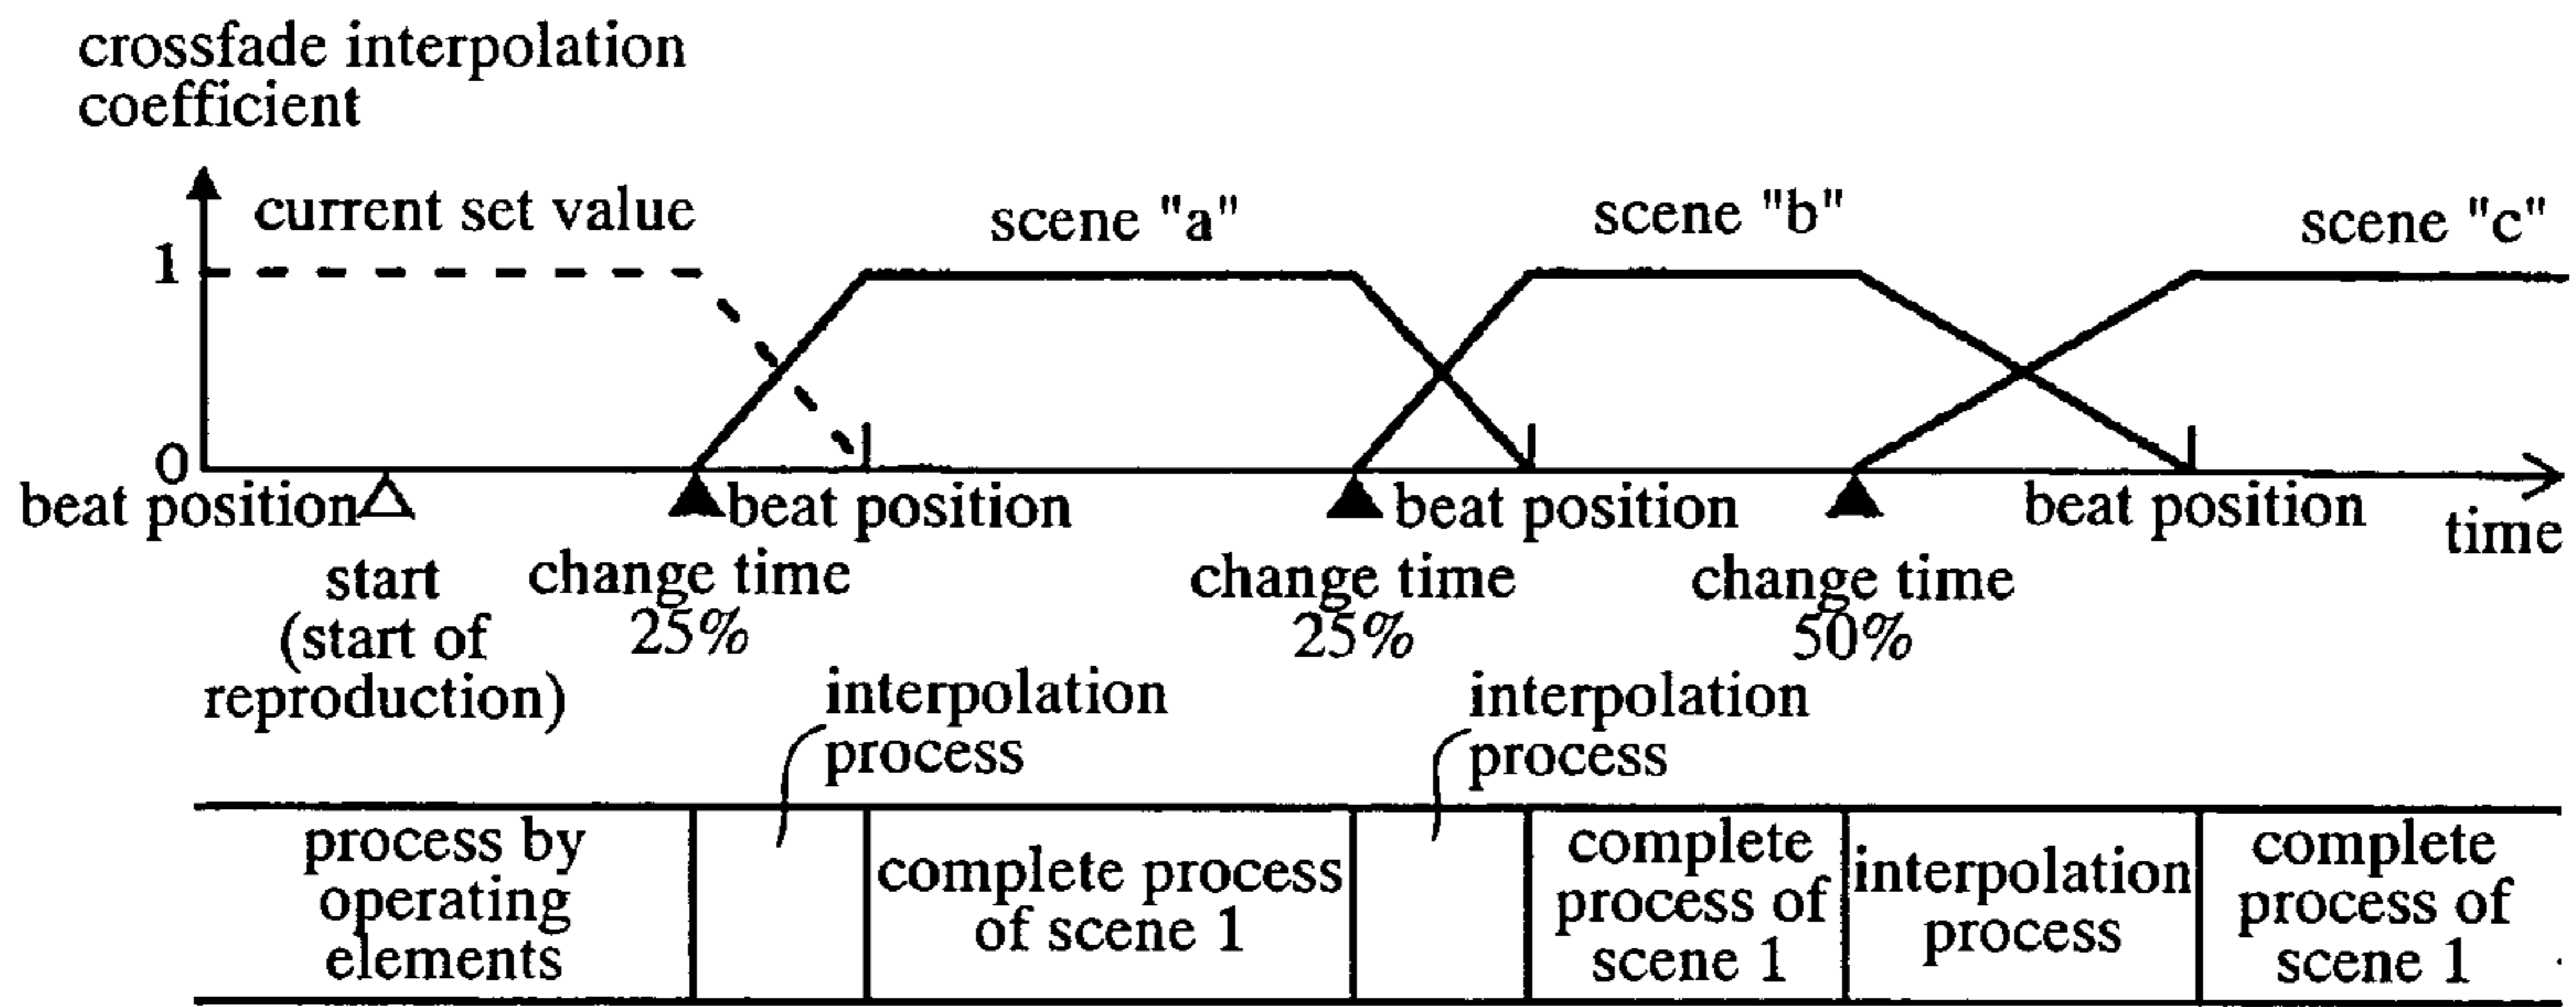 crossfade interpolation
coefficient
current set value
scene "a"
scene "b"
scene "c"
1
0
beat position
beat position
beat position
beat position
time
start
(start of
reproduction)
change time
25%
change time
25%
change time
50%
interpolation
process
interpolation
process
process by
operating
elements
complete process
of scene 1
complete
process of
scene 1
interpolation
process
complete
process of
scene 1